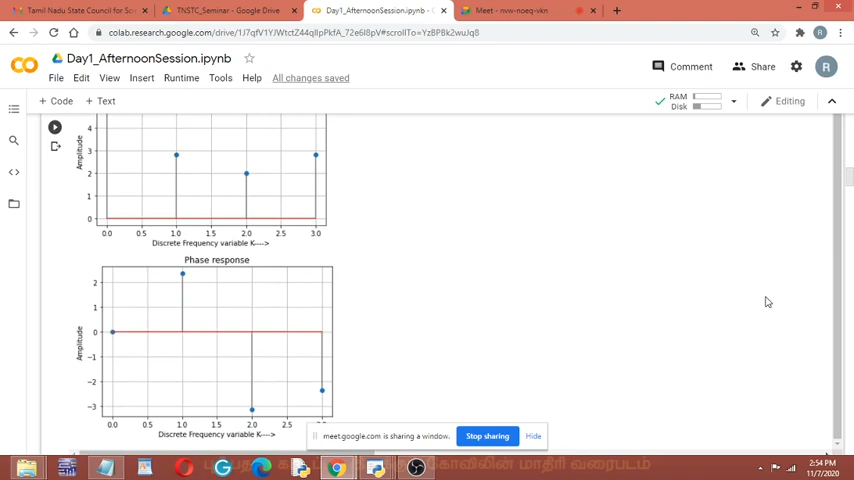 Tamil Nadu State Council for Scie
TNSTC_Seminar - Google Drive
Day1_AfternoonSession.ipynb - C
Meet - nvw-noeq-vkn
colab.research.google.com/drive/
Day1_AfternoonSession.ipynb
File Edit View Insert Runtime Tools Help All changes saved
Comment Share R
+ Code + Text
RAM
Disk
Editing
4
3
2
1
0
Amplitude
0.0 0.5 1.0 1.5 2.0 2.5 3.0
Discrete Frequency variable K---->
Phase response
2
1
0
−1
−2
−3
Amplitude
0.0 0.5 1.0 1.5 2.0 2.5
Discrete Frequency variable K---->
meet.google.com is sharing a window. Stop sharing Hide
கோவிலின் மாதிரி வரைபடம்
2:54 PM
11/7/2020